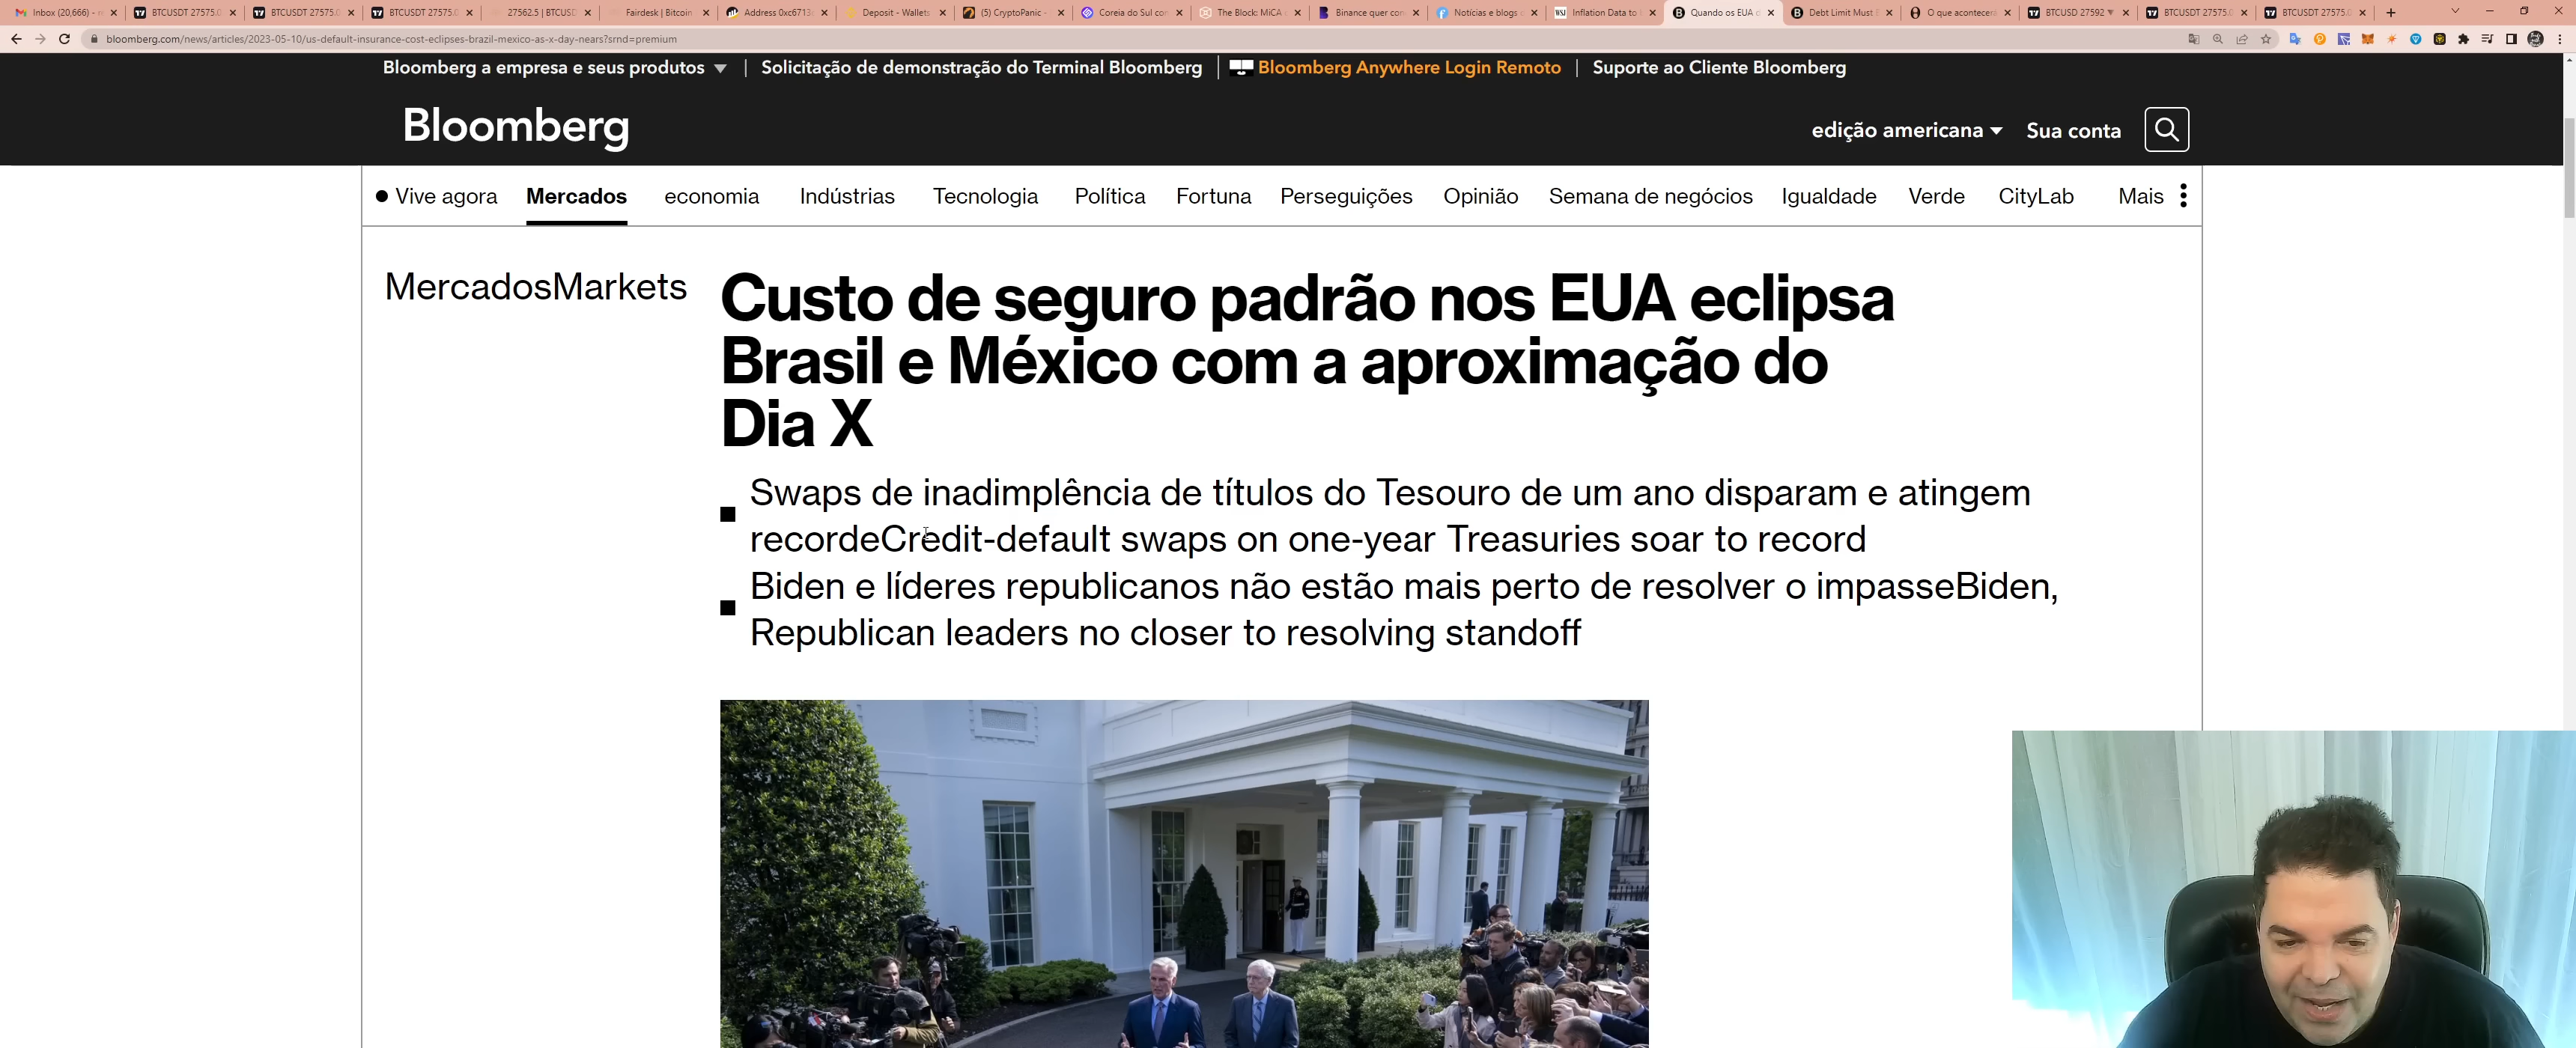 Inbox (20,666) -
BTCUSDT 27575.0
BTCUSDT 27575.0
BTCUSDT 27575.0
27562.5 | BTCUSD
Fairdesk | Bitcoin
Address 0xc6713
Deposit - Wallets
(5) CryptoPanic -
Coreia do Sul con
The Block: MiCA
Binance quer con
Notícias e blogs
WSJ Inflation Data to
Quando os EUA d
Debt Limit Must
O que acontecera
BTCUSD 27592
BTCUSDT 27575.0
BTCUSDT 27575.0
bloomberg.com/news/articles/2023-05-10/us-default-insurance-cost-eclipses-brazil-mexico-as-x-day-nears?srnd=premium
Bloomberg a empresa e seus produtos | Solicitação de demonstração do Terminal Bloomberg | Bloomberg Anywhere Login Remoto | Suporte ao Cliente Bloomberg
Bloomberg
edição americana Sua conta
Vive agora Mercados economia Indústrias Tecnologia Política Fortuna Perseguições Opinião Semana de negócios Igualdade Verde CityLab Mais
MercadosMarkets
Custo de seguro padrão nos EUA eclipsa
Brasil e México com a aproximação do
Dia X
Swaps de inadimplência de títulos do Tesouro de um ano disparam e atingem
recordeCredit-default swaps on one-year Treasuries soar to record
Biden e líderes republicanos não estão mais perto de resolver o impasseBiden,
Republican leaders no closer to resolving standoff